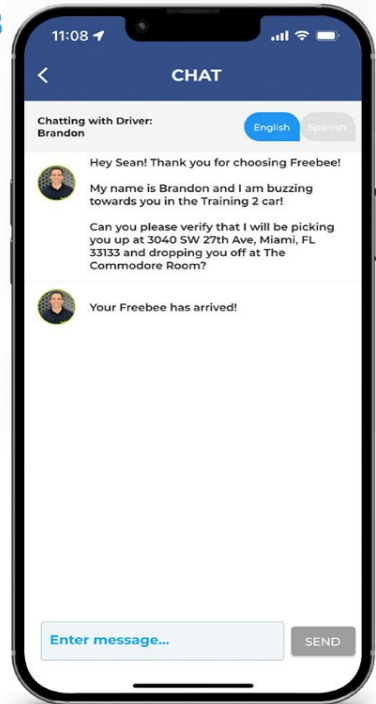 11:08
CHAT
Chatting with Driver:
Brandon
English
Spanish
Hey Sean! Thank you for choosing Freebee!
My name is Brandon and I am buzzing
towards you in the Training 2 car!
Can you please verify that I will be picking
you up at 3040 SW 27th Ave, Miami, FL
33133 and dropping you off at The
Commodore Room?
Your Freebee has arrived!
Enter message...
SEND